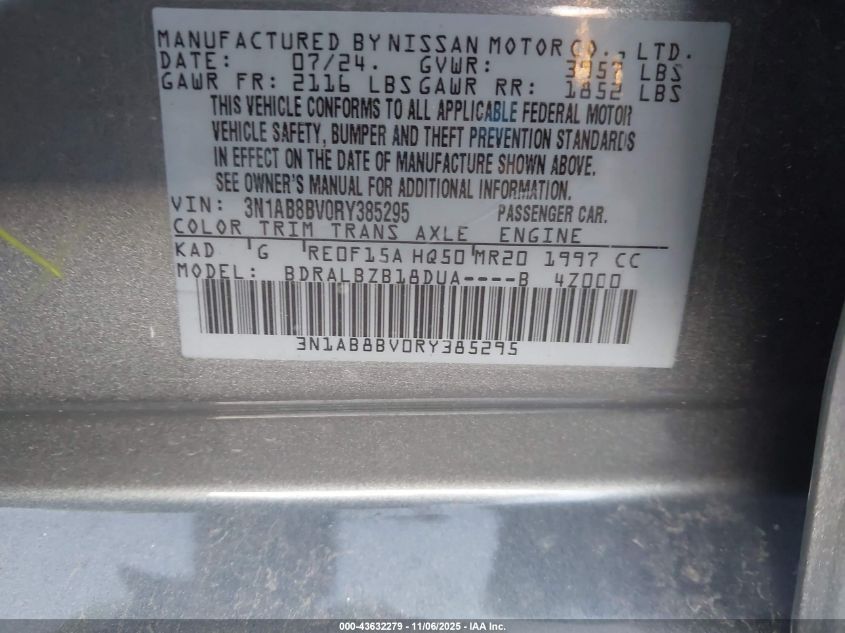 MANUFACTURED BY NISSAN MOTOR CO., LTD.
DATE: 07/24. GVWR: 3957 LBS
GAWR FR: 2116 LBS GAWR RR: 1852 LBS
THIS VEHICLE CONFORMS TO ALL APPLICABLE FEDERAL MOTOR
VEHICLE SAFETY, BUMPER AND THEFT PREVENTION STANDARDS
IN EFFECT ON THE DATE OF MANUFACTURE SHOWN ABOVE.
SEE OWNER'S MANUAL FOR ADDITIONAL INFORMATION.
VIN: 3N1AB8BV0RY385295 PASSENGER CAR.
COLOR TRIM TRANS AXLE ENGINE
KAD G RE0F15A HQ50 MR20 1997 CC
MODEL: BDRALBZB18DUA----B 4Z000
3N1AB8BV0RY385295
000-43632279 - 11/06/2025 - IAA Inc.